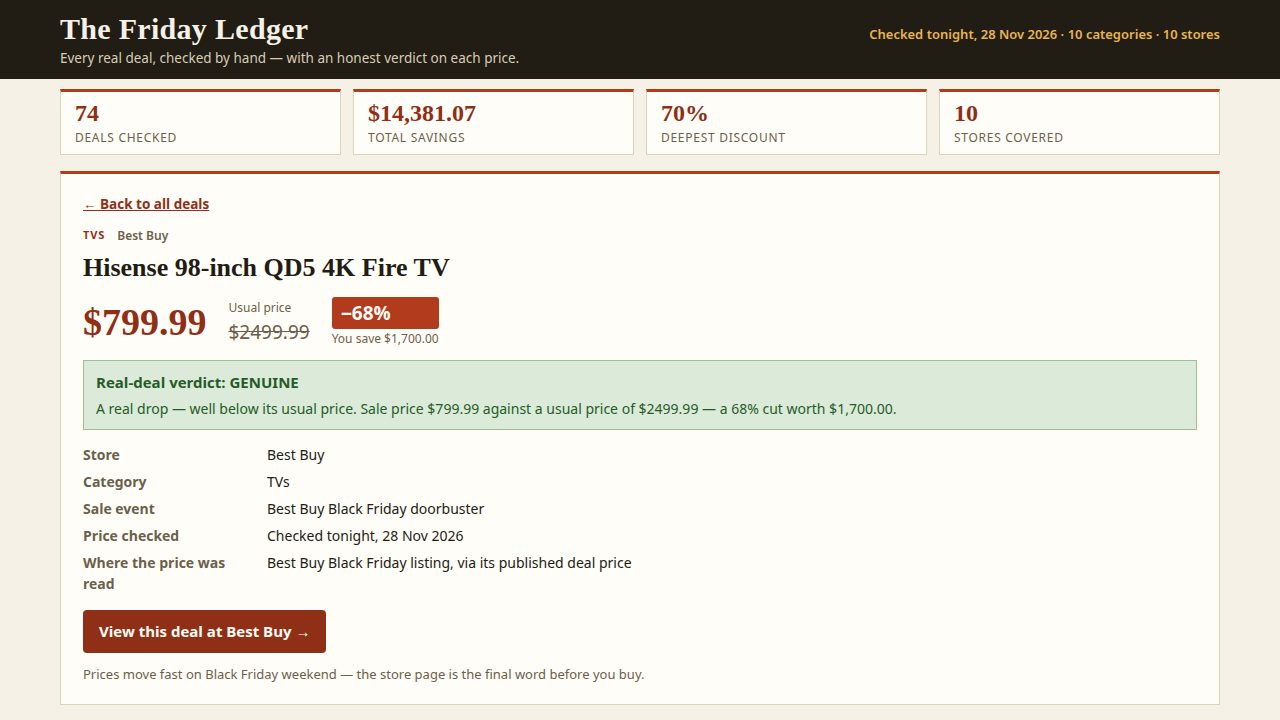 The Friday Ledger
Every real deal, checked by hand — with an honest verdict on each price.
Checked tonight, 28 Nov 2026 · 10 categories · 10 stores
74
DEALS CHECKED
$14,381.07
TOTAL SAVINGS
70%
DEEPEST DISCOUNT
10
STORES COVERED
← Back to all deals
TVS Best Buy
Hisense 98-inch QD5 4K Fire TV
$799.99
Usual price
$2499.99
−68%
You save $1,700.00
Real-deal verdict: GENUINE
A real drop — well below its usual price. Sale price $799.99 against a usual price of $2499.99 — a 68% cut worth $1,700.00.
Store Best Buy
Category TVs
Sale event Best Buy Black Friday doorbuster
Price checked Checked tonight, 28 Nov 2026
Where the price was read Best Buy Black Friday listing, via its published deal price
View this deal at Best Buy →
Prices move fast on Black Friday weekend — the store page is the final word before you buy.